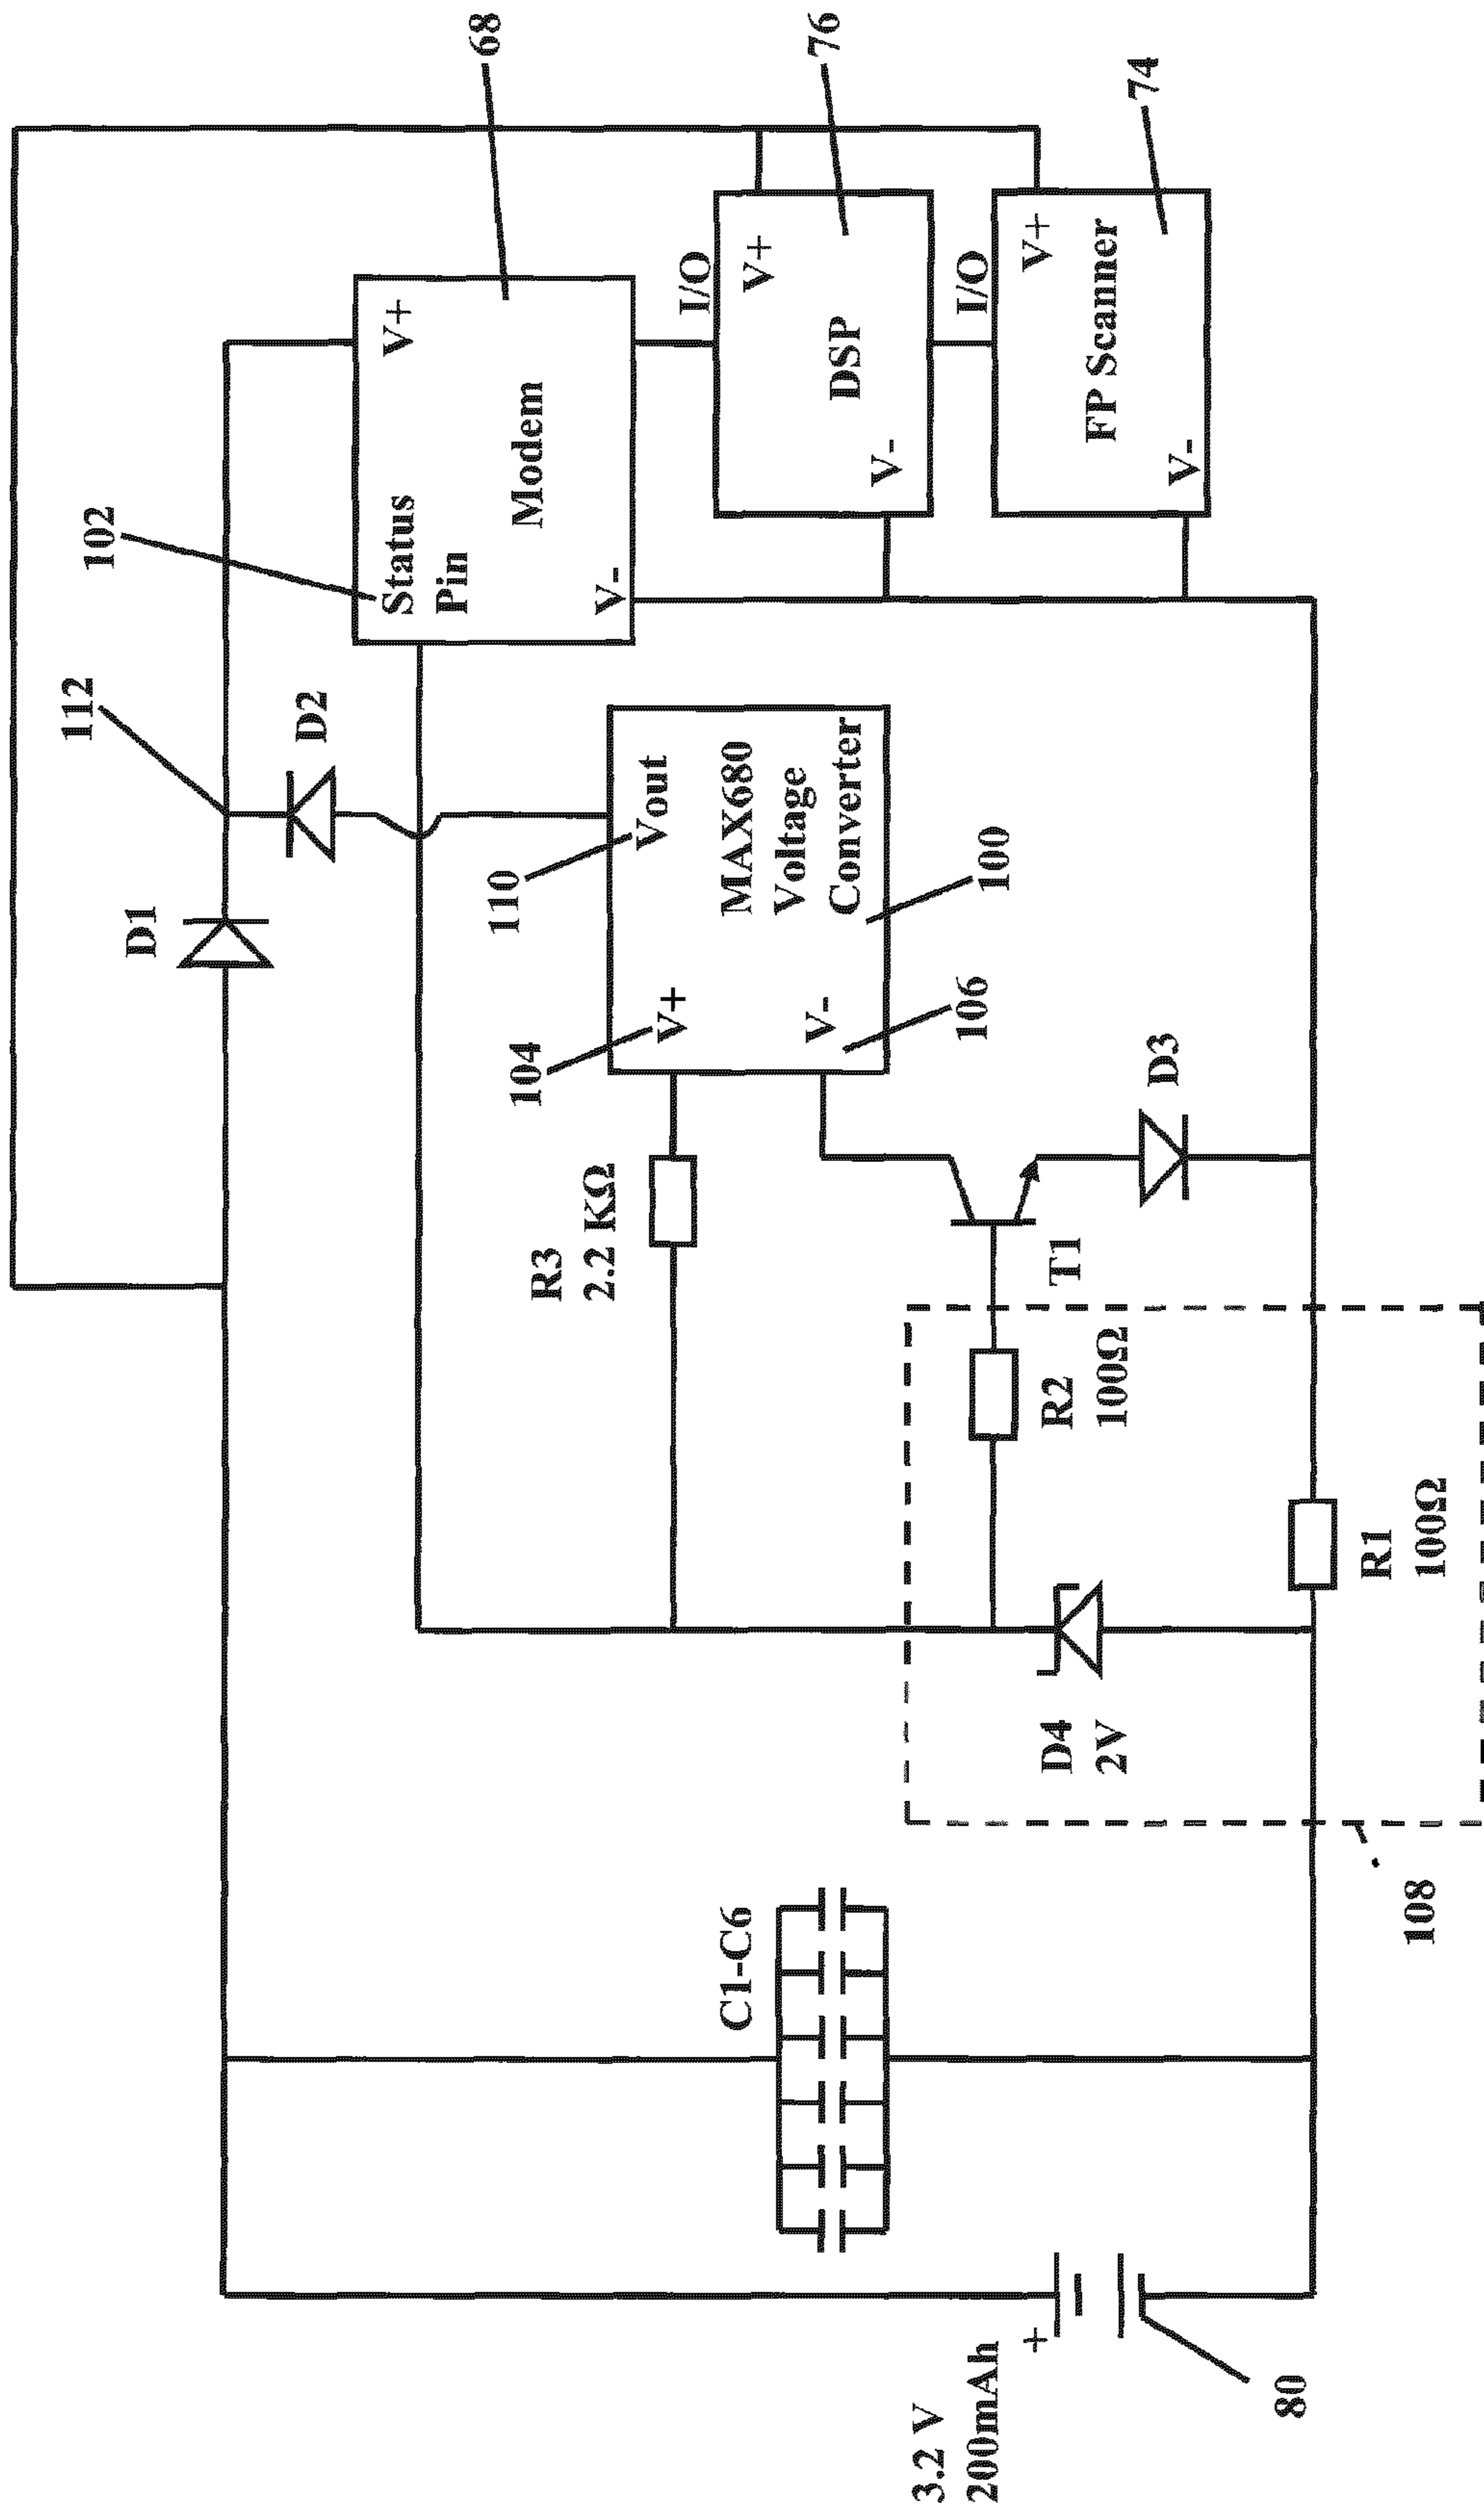 112
102
68
D1
D2
Status
Pin
V+
Modem
V-
110
Vout
104
V+
MAX680
Voltage
Converter
V-
100
106
I/O
V+
DSP
V-
76
I/O
V+
FP Scanner
V-
74
R3
2.2 KΩ
C1-C6
T1
D3
R2
100Ω
D4
2V
R1
100Ω
108
3.2 V
200mAh
+
80